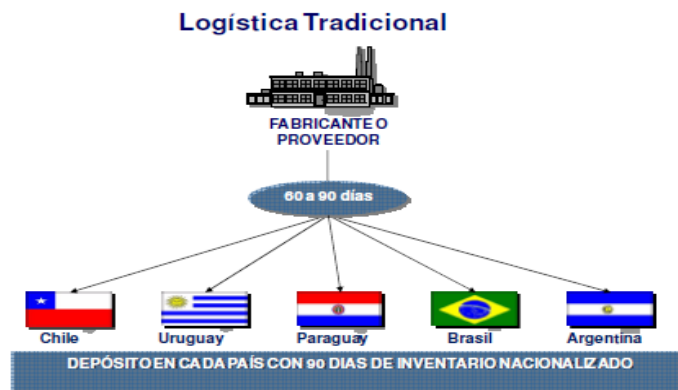 Logística Tradicional
FABRICANTE O
PROVEEDOR
60 a 90 días
Chile
Uruguay
Paraguay
Brasil
Argentina
DEPÓSITO EN CADA PAÍS CON 90 DIAS DE INVENTARIO NACIONALIZADO